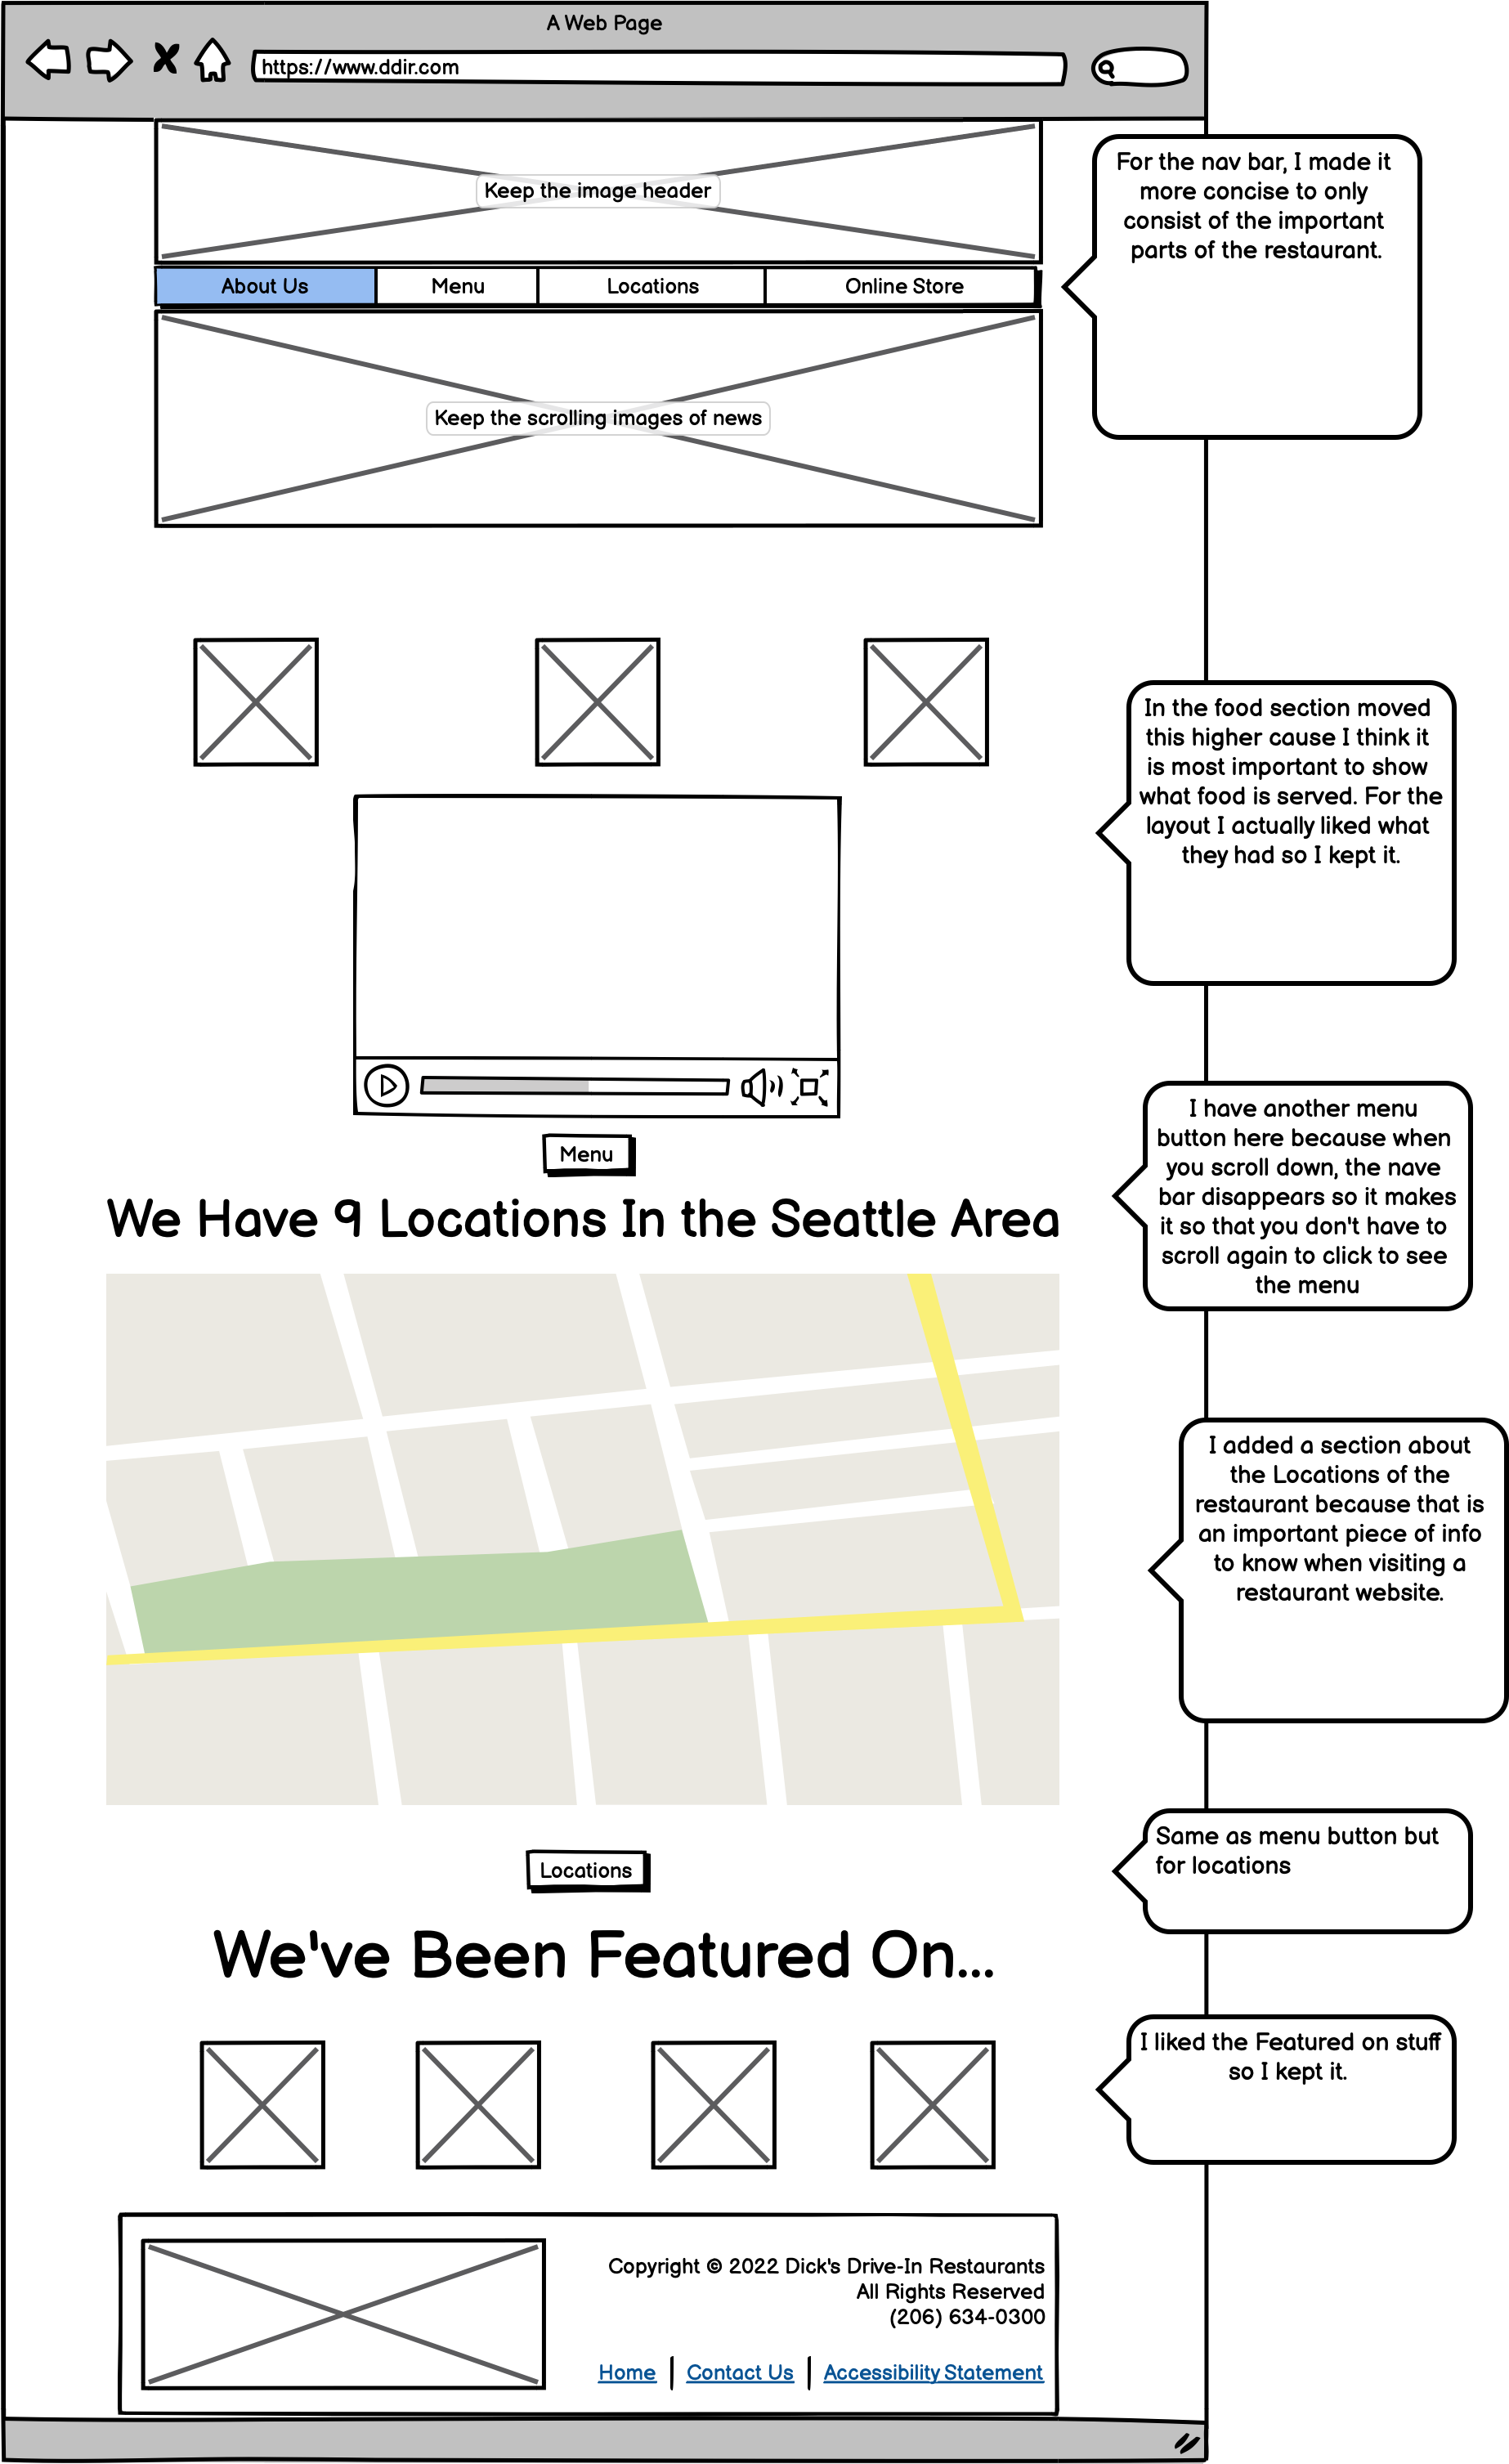 A Web Page
https://www.ddir.com
Keep the image header
For the nav bar, I made it
more concise to only
consist of the important
parts of the restaurant.
About Us
Menu
Locations
Online Store
Keep the scrolling images of news
In the food section moved
this higher cause I think it
is most important to show
what food is served. For the
layout I actually liked what
they had so I kept it.
Menu
I have another menu
button here because when
you scroll down, the nave
bar disappears so it makes
it so that you don't have to
scroll again to click to see
the menu
We Have 9 Locations In the Seattle Area
I added a section about
the Locations of the
restaurant because that is
an important piece of info
to know when visiting a
restaurant website.
Same as menu button but
for locations
Locations
We've Been Featured On...
I liked the Featured on stuff
so I kept it.
Copyright © 2022 Dick's Drive-In Restaurants
All Rights Reserved
(206) 634-0300
Home | Contact Us | Accessibility Statement